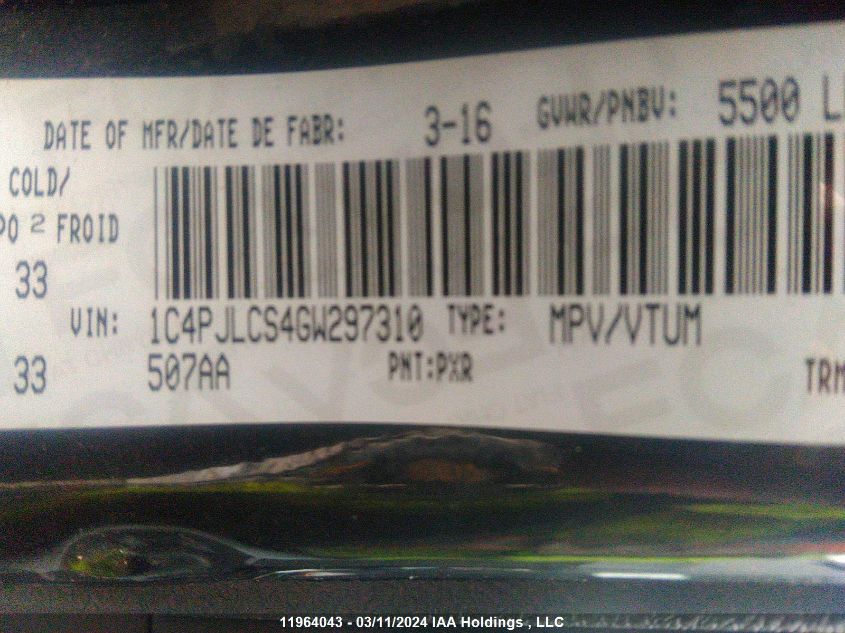 DATE OF MFR/DATE DE FABR: 3-16 GVWR/PNBV: 5500
COLD/
2 FROID
33
VIN: 1C4PJLCS4GW297310 TYPE: MPV/VTUM
33 507AA PNT:PXR TRM
11964043 - 03/11/2024 IAA Holdings , LLC